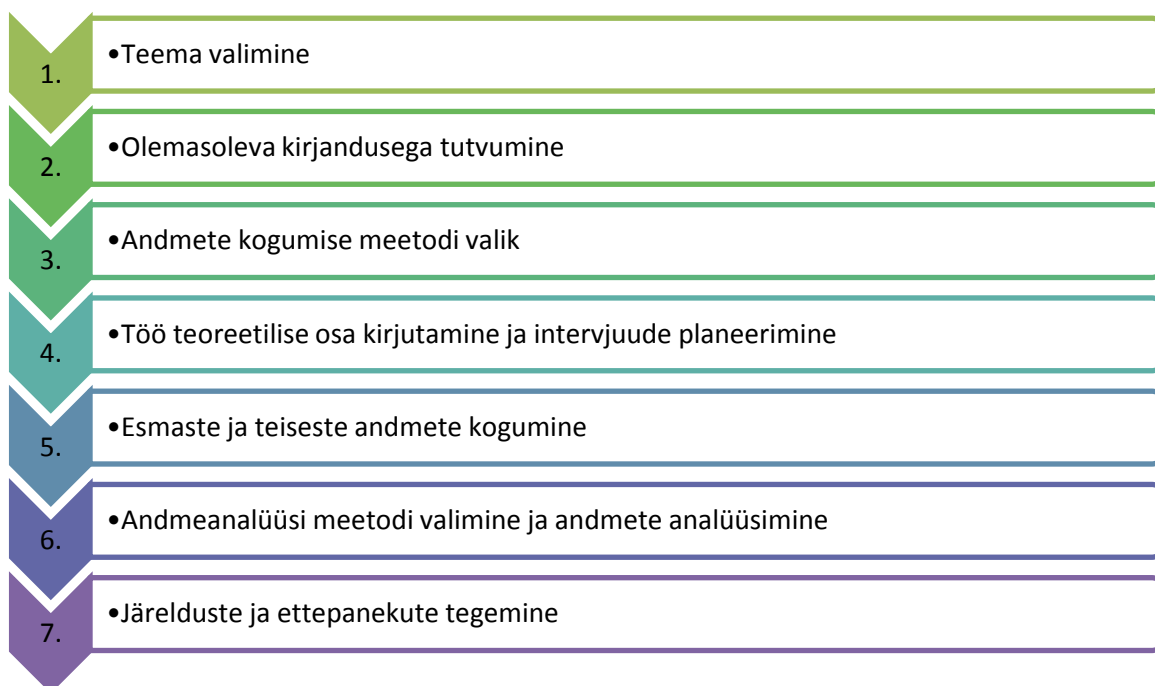 1. •Teema valimine
2. •Olemasoleva kirjandusega tutvumine
3. •Andmete kogumise meetodi valik
4. •Töö teoreetilise osa kirjutamine ja intervjuude planeerimine
5. •Esmaste ja teiseste andmete kogumine
6. •Andmeanalüüsi meetodi valimine ja andmete analüüsimine
7. •Järelduste ja ettepanekute tegemine